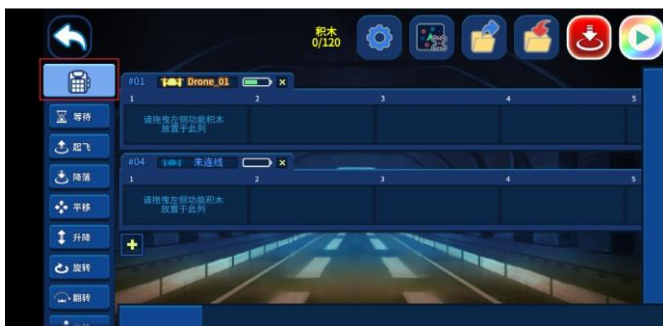 积木
0/120
#01 Drone_01 ×
1 2 3 4 5
等待
请拖曳左侧功能积木
放置于此列
起飞
#04 未连线 ×
降落
1 2 3 4 5
平移
请拖曳左侧功能积木
放置于此列
升降
+
旋转
翻转